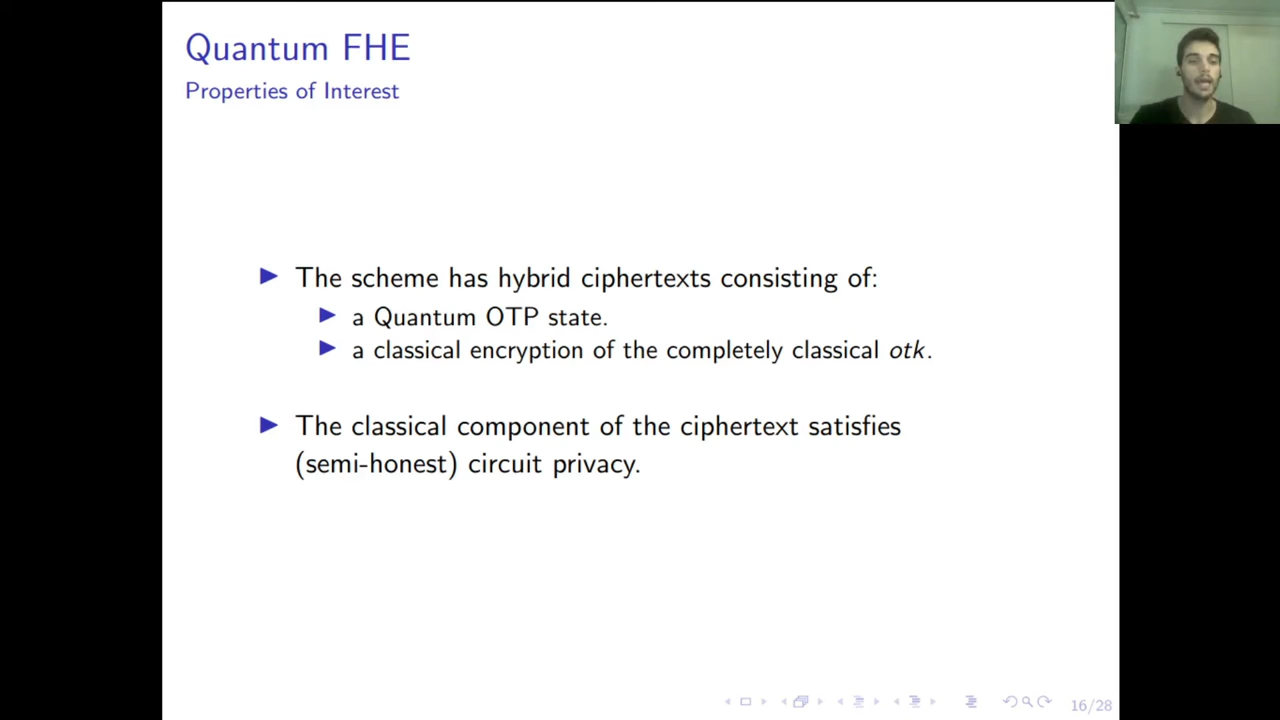 Quantum FHE
Properties of Interest
The scheme has hybrid ciphertexts consisting of:
a Quantum OTP state.
a classical encryption of the completely classical otk.
The classical component of the ciphertext satisfies
(semi-honest) circuit privacy.
16/28